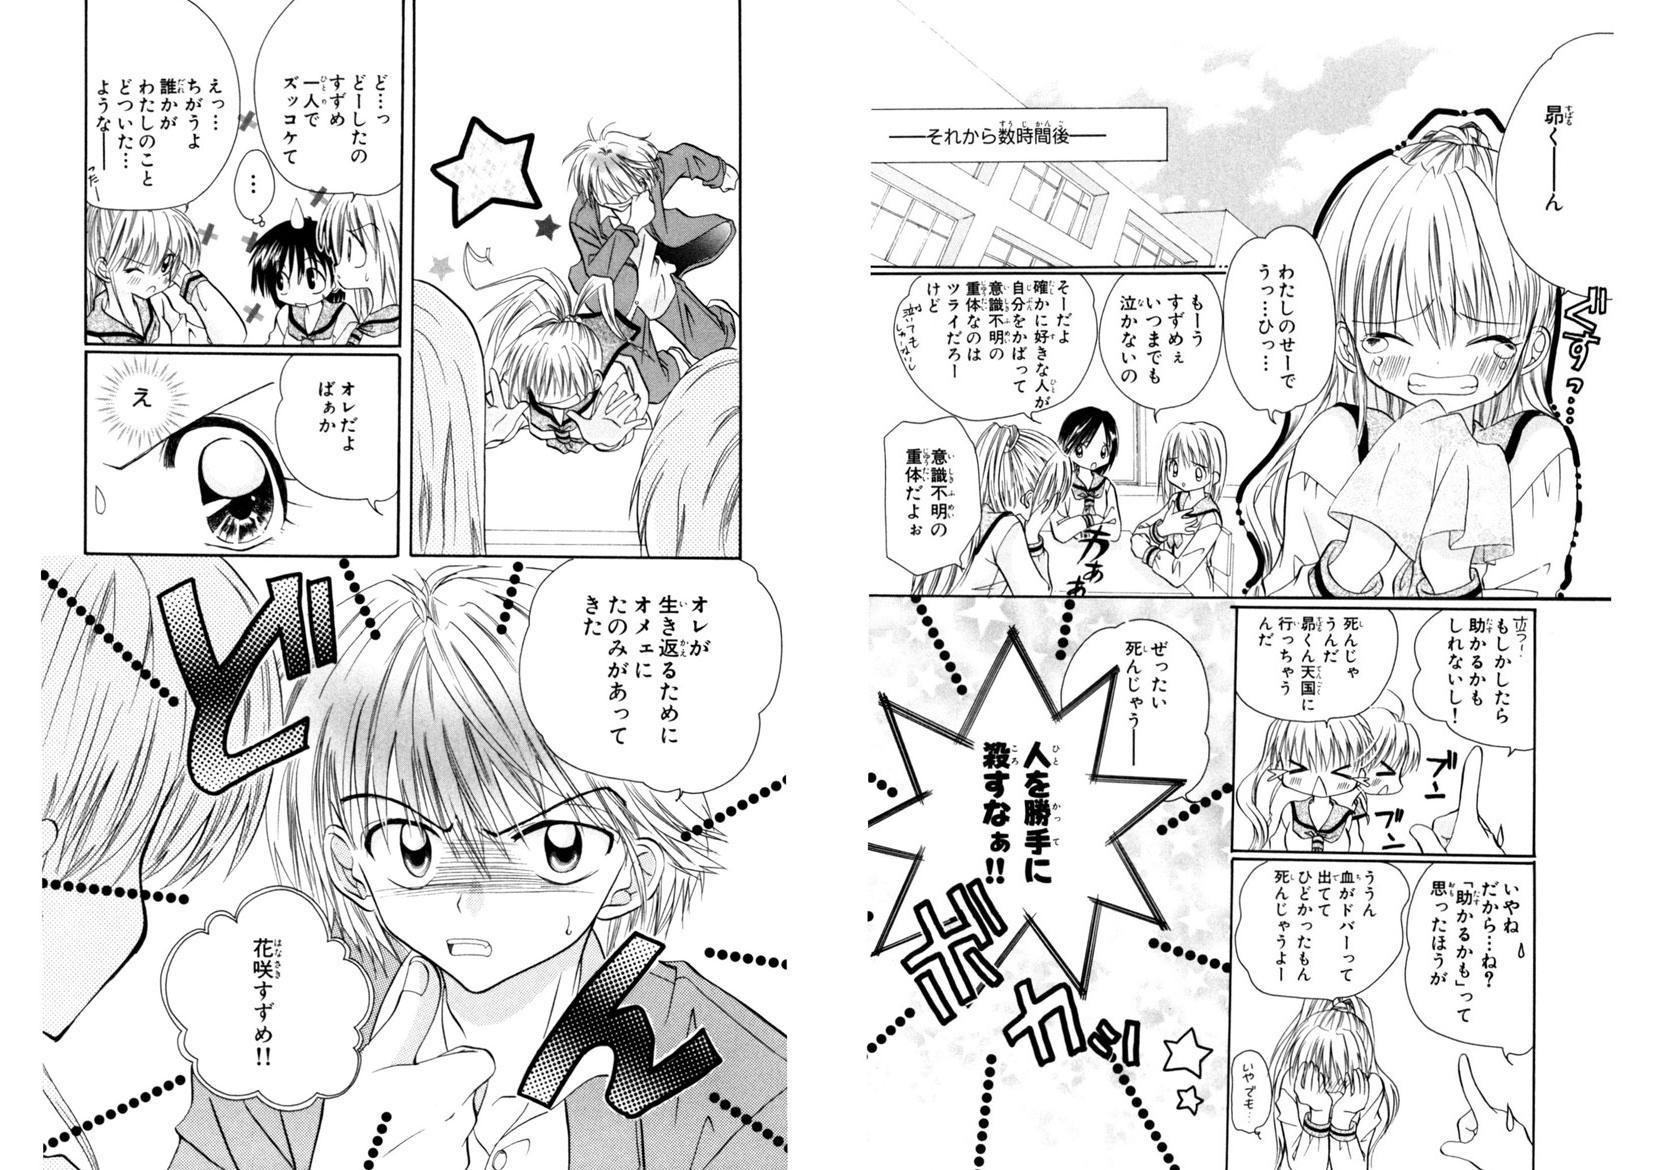 昴くーーん
わたしのせーで
うっ…ひっ…
ぐすっ…
――それから数時間後――
もーう
すずめぇ
いつまでも
泣かないの
そーだよ
確かに好きな人が
自分をかばって
意識不明の
重体なのは
ツライだろー
けど
意識不明の
重体だよぉ
もしかしたら
助かるかも
しれないし!
死んじゃ
うんだ
昴くん天国に
行っちゃう
んだ
ブン
ブン
いやね
だから…ね?
「助かるかも」って
思ったほうが
ううん
血がドバーって
出てて
ひどかったもん
死んじゃうよー
いやでも…
ぜったい
死んじゃうー
人を勝手に
殺すなぁ!!
ボカッ
ど…っ
どーしたの
すずめ
一人で
ズッコケて
…
えっ…
ちがうよ
誰かが
わたしのこと
どついた…
ような――
オレだよ
ばぁか
え
オレが
生き返るために
オメェに
たのみがあって
きた
どん
花咲すずめ!!